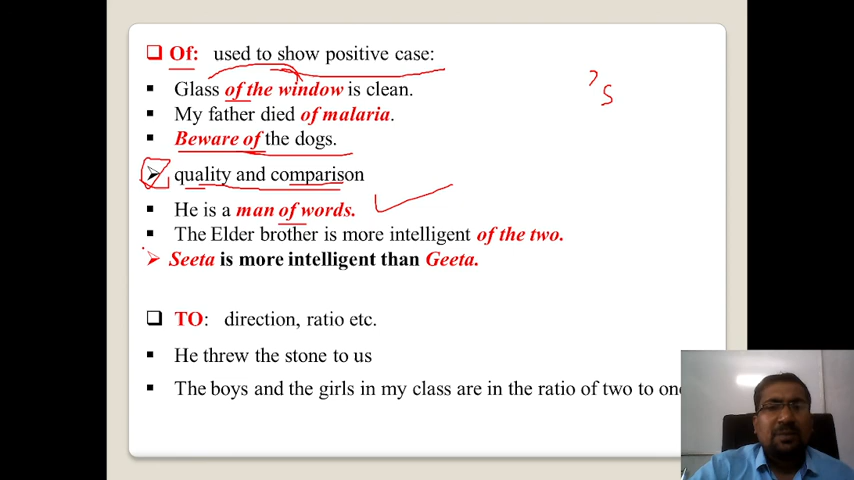 Of: used to show positive case:
Glass of the window is clean.
My father died of malaria.
Beware of the dogs.
quality and comparison
He is a man of words.
The Elder brother is more intelligent of the two.
Seeta is more intelligent than Geeta.
TO: direction, ratio etc.
He threw the stone to us
The boys and the girls in my class are in the ratio of two to one
's